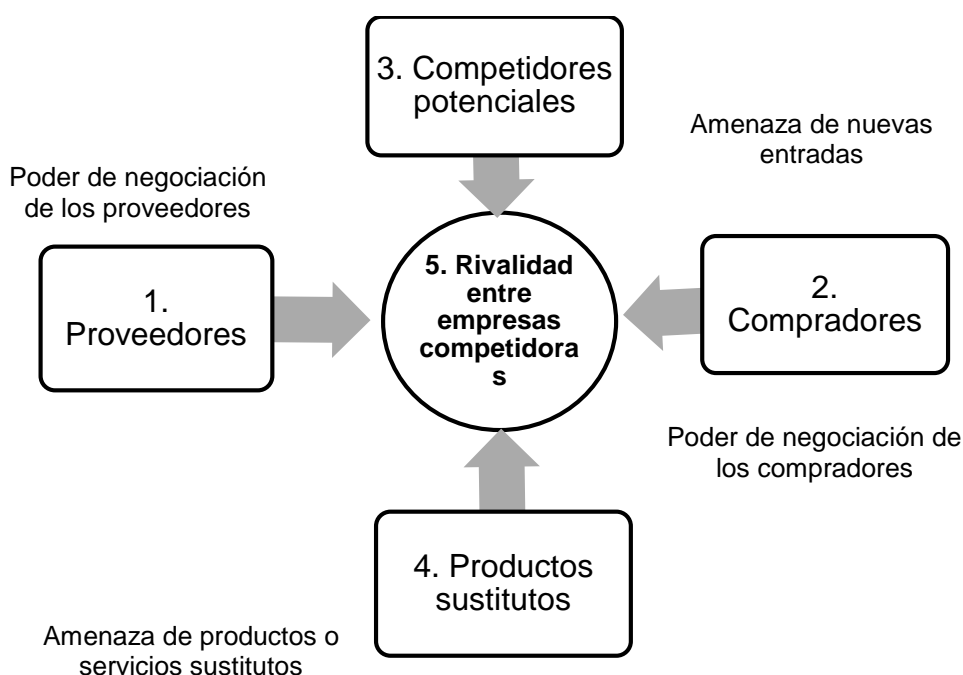 3. Competidores
potenciales
Amenaza de nuevas
entradas
Poder de negociación
de los proveedores
1.
Proveedores
5. Rivalidad
entre
empresas
competidora
s
2.
Compradores
Poder de negociación de
los compradores
4. Productos
sustitutos
Amenaza de productos o
servicios sustitutos